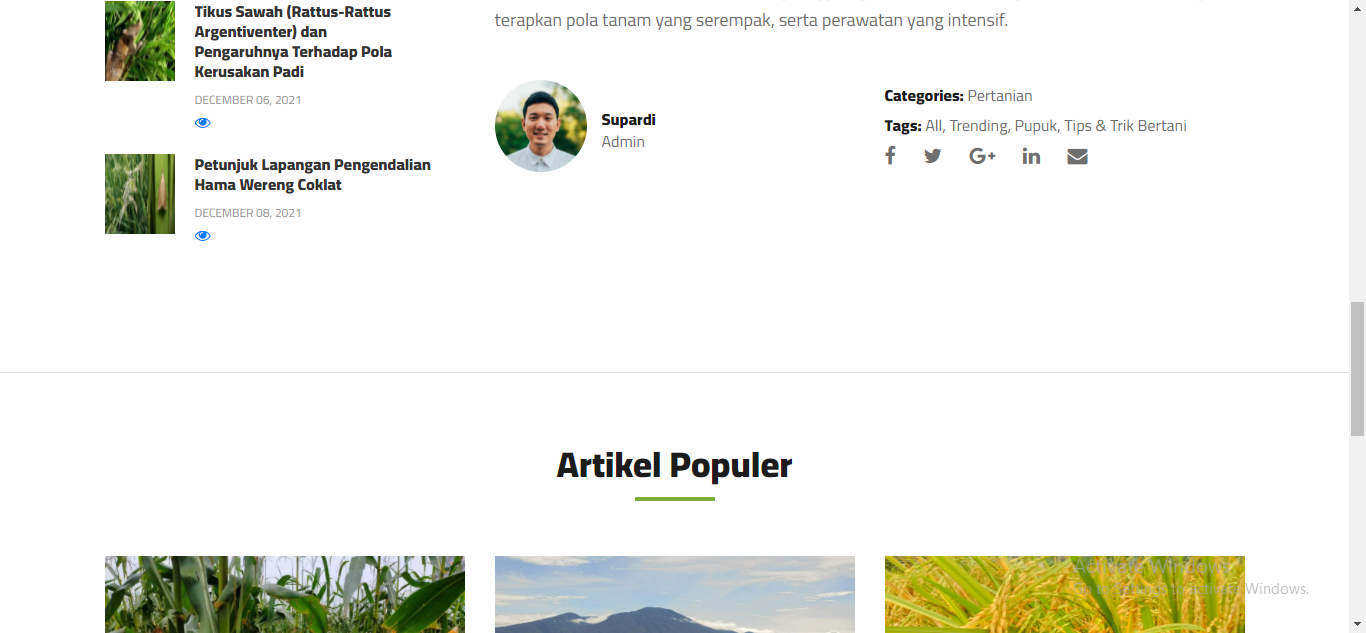 Tikus Sawah (Rattus-Rattus
Argentiventer) dan
Pengaruhnya Terhadap Pola
Kerusakan Padi
DECEMBER 06, 2021
Petunjuk Lapangan Pengendalian
Hama Wereng Coklat
DECEMBER 08, 2021
terapkan pola tanam yang serempak, serta perawatan yang intensif.
Supardi
Admin
Categories: Pertanian
Tags: All, Trending, Pupuk, Tips & Trik Bertani
Artikel Populer
Activate Windows
Go to Settings to activate Windows.